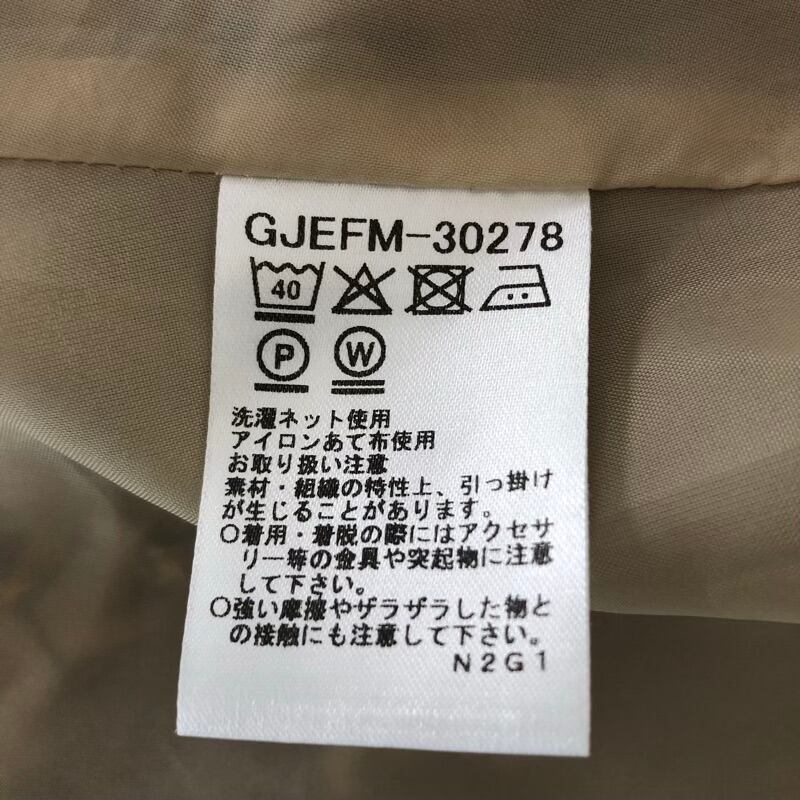 GJEFM-30278
40
P W
洗濯ネット使用
アイロンあて布使用
お取り扱い注意
素材・組織の特性上、引っ掛け
が生じることがあります。
○着用・着脱の際にはアクセサ
リー等の金具や突起物に注意
して下さい。
○強い摩擦やザラザラした物と
の接触にも注意して下さい。
N2G1